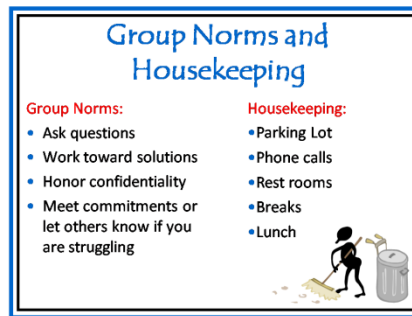 Group Norms and
Housekeeping
Group Norms:
• Ask questions
• Work toward solutions
• Honor confidentiality
• Meet commitments or
let others know if you
are struggling
Housekeeping:
•Parking Lot
•Phone calls
•Rest rooms
•Breaks
•Lunch